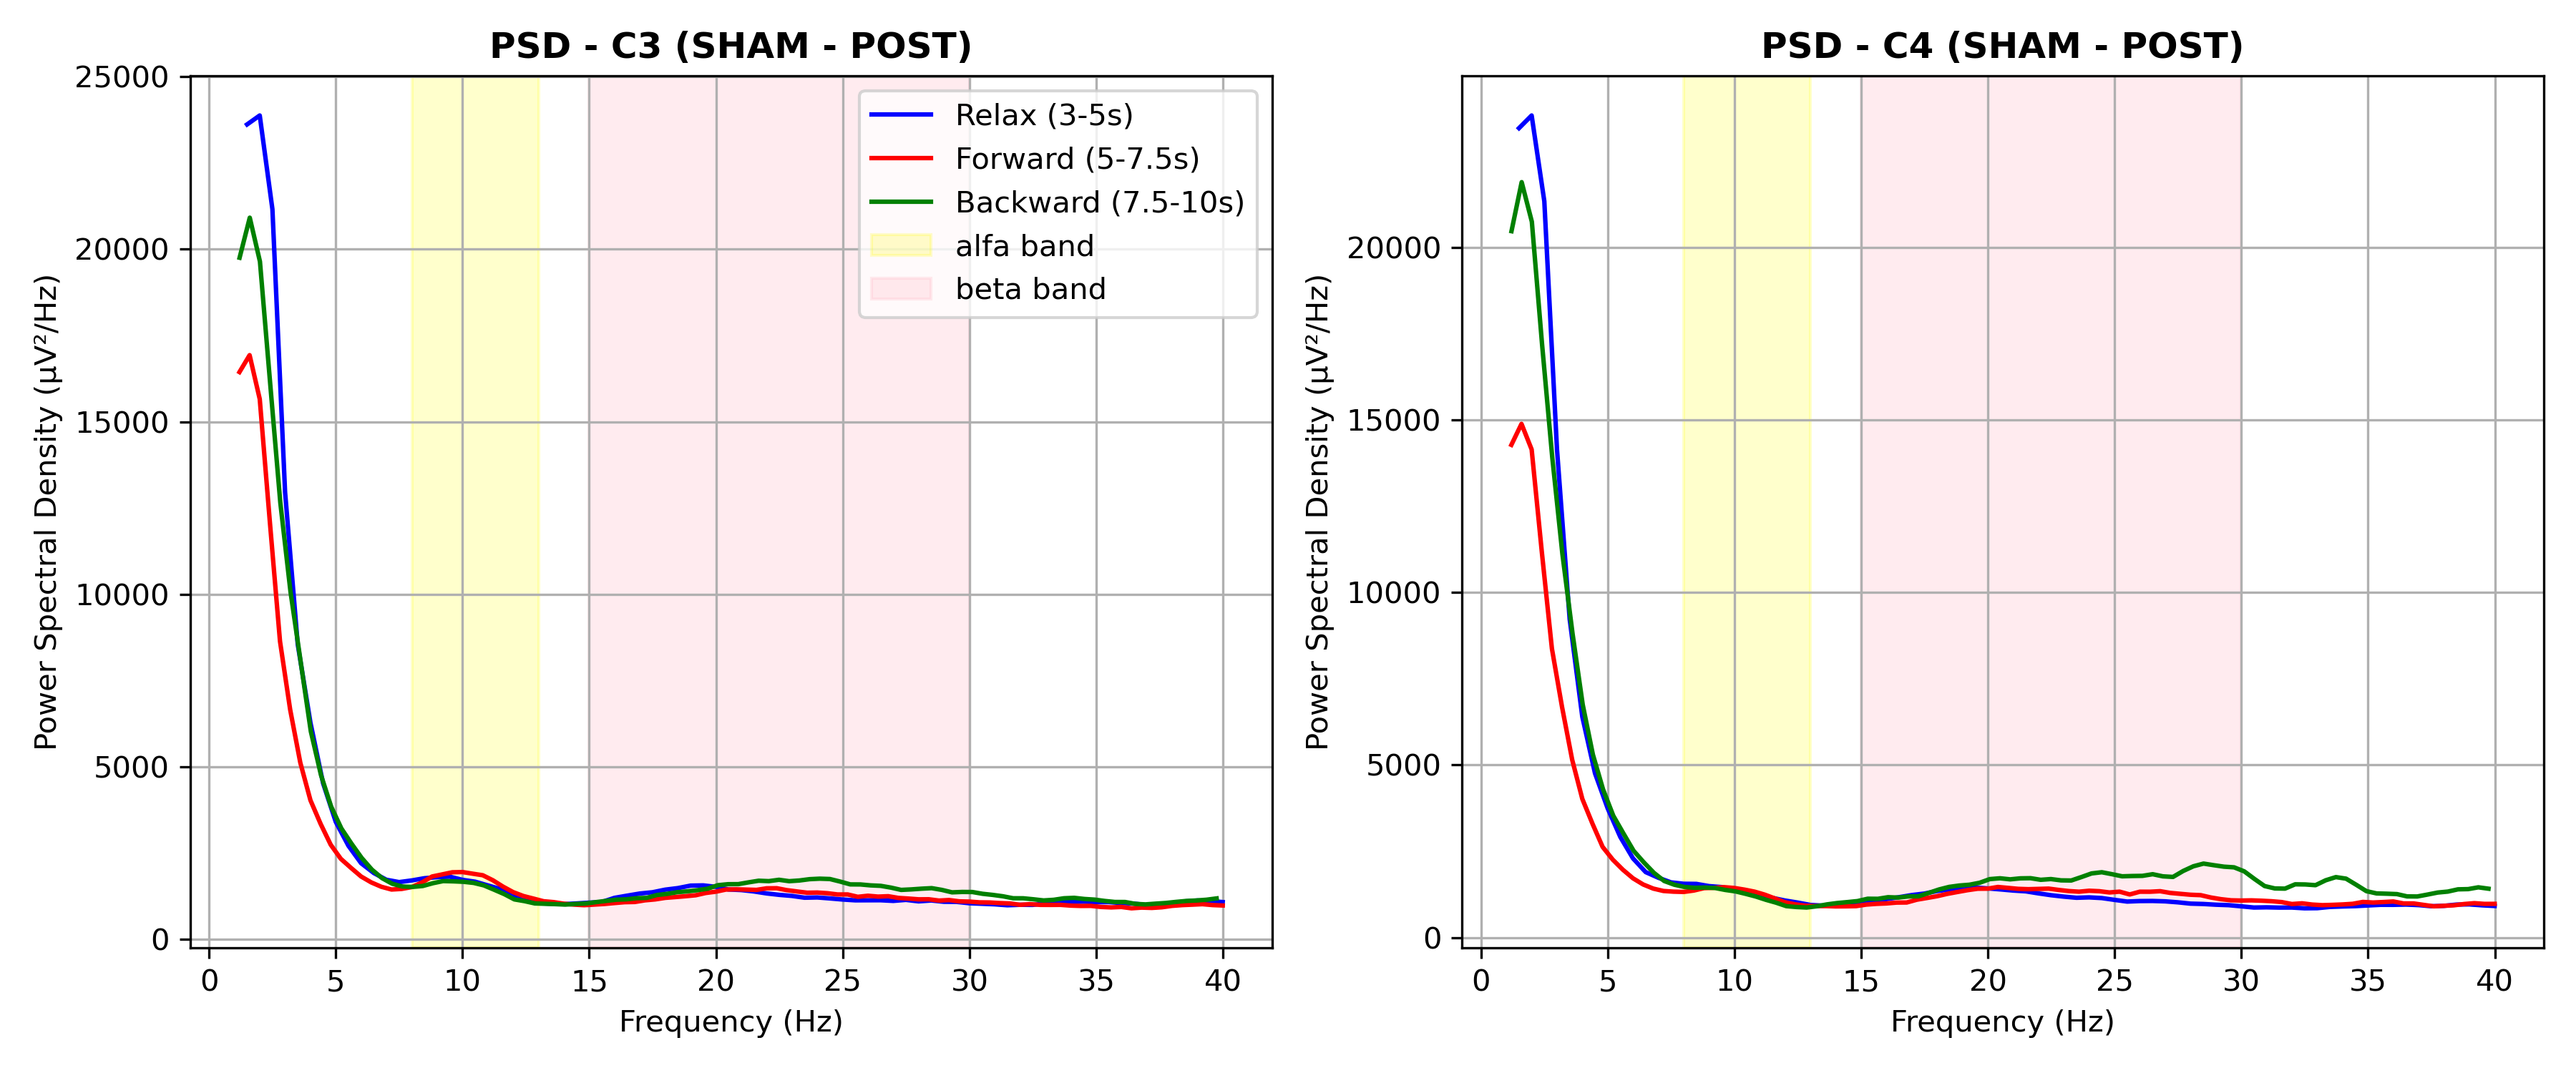 PSD - C3 (SHAM - POST)
25000
20000
15000
10000
5000
0
Power Spectral Density (µV²/Hz)
0 5 10 15 20 25 30 35 40
Frequency (Hz)
Relax (3-5s)
Forward (5-7.5s)
Backward (7.5-10s)
alfa band
beta band
PSD - C4 (SHAM - POST)
20000
15000
10000
5000
0
Power Spectral Density (µV²/Hz)
0 5 10 15 20 25 30 35 40
Frequency (Hz)